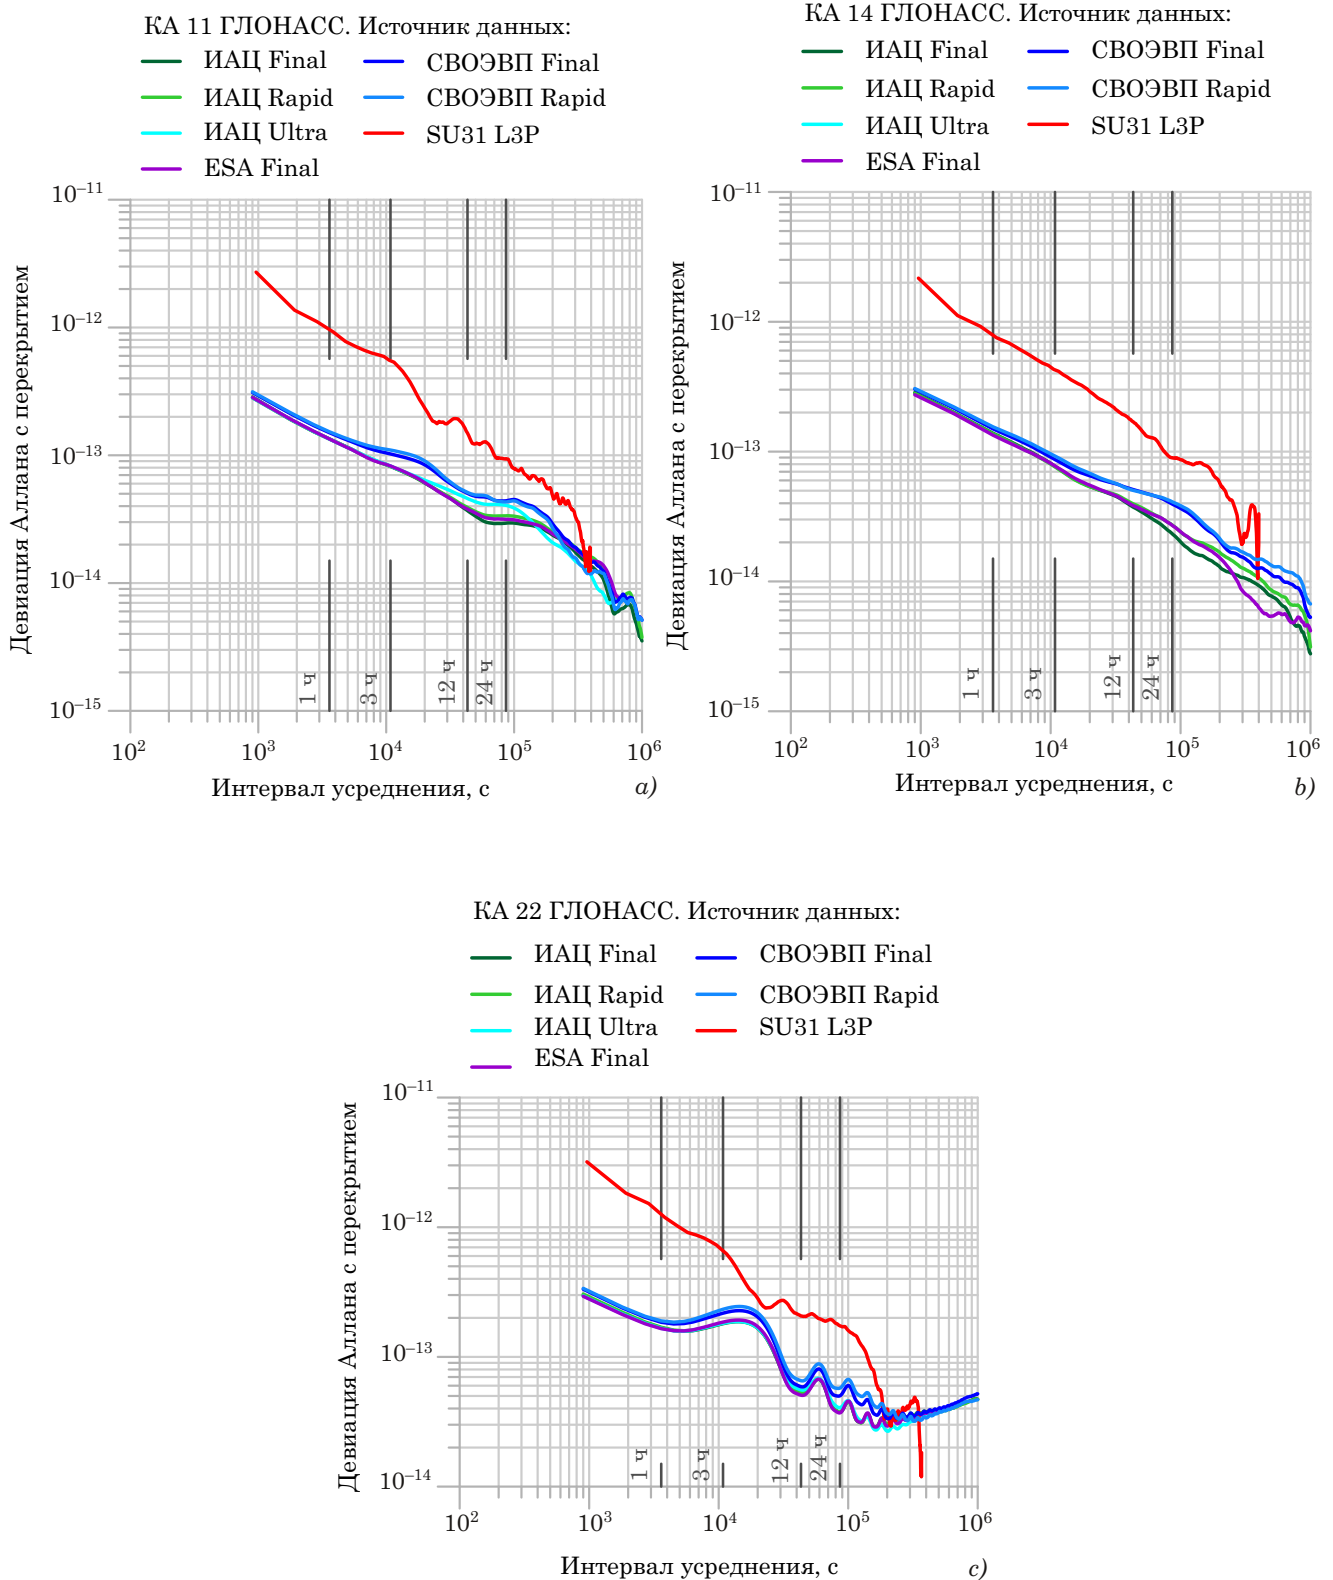 КА 11 ГЛОНАСС. Источник данных:
ИАЦ Final
СВОЭВП Final
ИАЦ Rapid
СВОЭВП Rapid
ИАЦ Ultra
SU31 L3P
ESA Final
Девиация Аллана с перекрытием
10⁻¹¹
10⁻¹²
10⁻¹³
10⁻¹⁴
10⁻¹⁵
1 ч
3 ч
12 ч
24 ч
10²
10³
10⁴
10⁵
10⁶
Интервал усреднения, с
a)
КА 14 ГЛОНАСС. Источник данных:
ИАЦ Final
СВОЭВП Final
ИАЦ Rapid
СВОЭВП Rapid
ИАЦ Ultra
SU31 L3P
ESA Final
Девиация Аллана с перекрытием
10⁻¹¹
10⁻¹²
10⁻¹³
10⁻¹⁴
10⁻¹⁵
1 ч
3 ч
12 ч
24 ч
10²
10³
10⁴
10⁵
10⁶
Интервал усреднения, с
b)
КА 22 ГЛОНАСС. Источник данных:
ИАЦ Final
СВОЭВП Final
ИАЦ Rapid
СВОЭВП Rapid
ИАЦ Ultra
SU31 L3P
ESA Final
Девиация Аллана с перекрытием
10⁻¹¹
10⁻¹²
10⁻¹³
10⁻¹⁴
1 ч
3 ч
12 ч
24 ч
10²
10³
10⁴
10⁵
10⁶
Интервал усреднения, с
c)